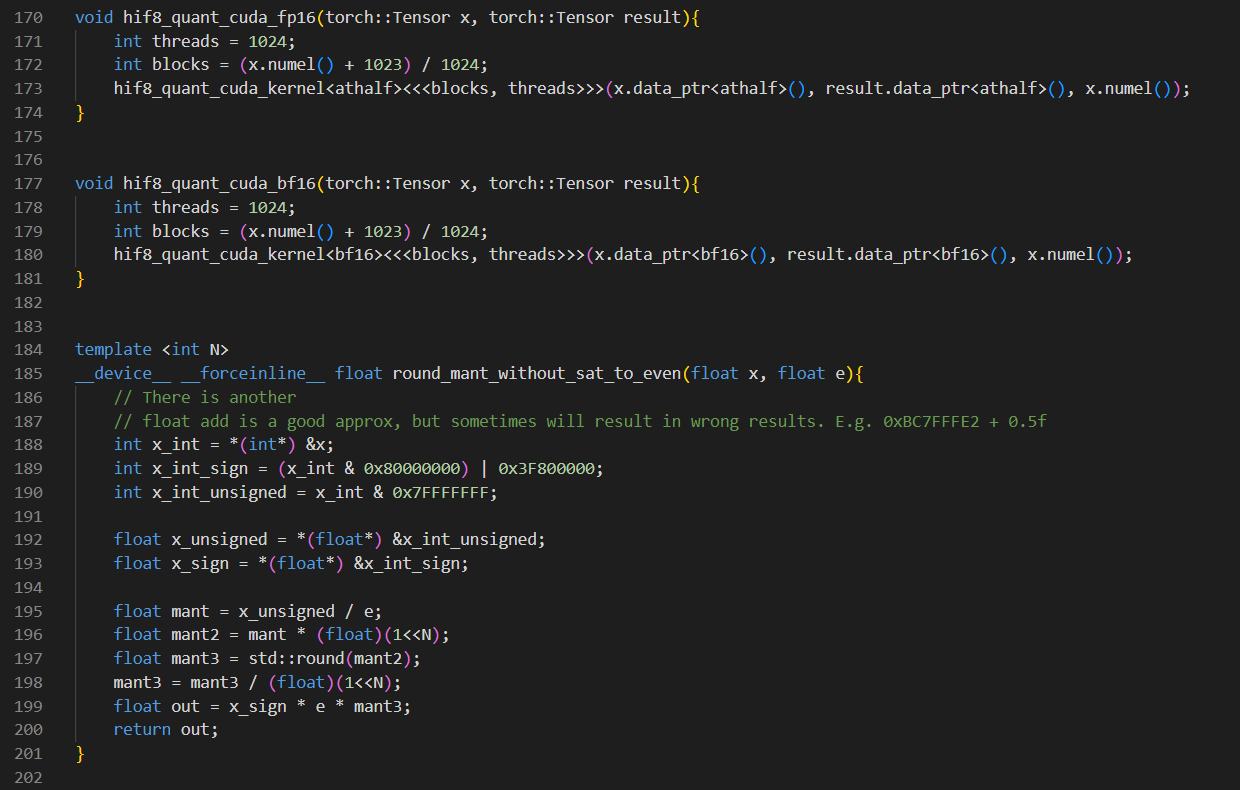 170 void hif8_quant_cuda_fp16(torch::Tensor x, torch::Tensor result){
171     int threads = 1024;
172     int blocks = (x.numel() + 1023) / 1024;
173     hif8_quant_cuda_kernel<athalf><<<blocks, threads>>>(x.data_ptr<athalf>(), result.data_ptr<athalf>(), x.numel());
174 }
175
176
177 void hif8_quant_cuda_bf16(torch::Tensor x, torch::Tensor result){
178     int threads = 1024;
179     int blocks = (x.numel() + 1023) / 1024;
180     hif8_quant_cuda_kernel<bf16><<<blocks, threads>>>(x.data_ptr<bf16>(), result.data_ptr<bf16>(), x.numel());
181 }
182
183
184 template <int N>
185 __device__ __forceinline__ float round_mant_without_sat_to_even(float x, float e){
186     // There is another
187     // float add is a good approx, but sometimes will result in wrong results. E.g. 0xBC7FFFE2 + 0.5f
188     int x_int = *(int*) &x;
189     int x_int_sign = (x_int & 0x80000000) | 0x3F800000;
190     int x_int_unsigned = x_int & 0x7FFFFFFF;
191
192     float x_unsigned = *(float*) &x_int_unsigned;
193     float x_sign = *(float*) &x_int_sign;
194
195     float mant = x_unsigned / e;
196     float mant2 = mant * (float)(1<<N);
197     float mant3 = std::round(mant2);
198     mant3 = mant3 / (float)(1<<N);
199     float out = x_sign * e * mant3;
200     return out;
201 }
202